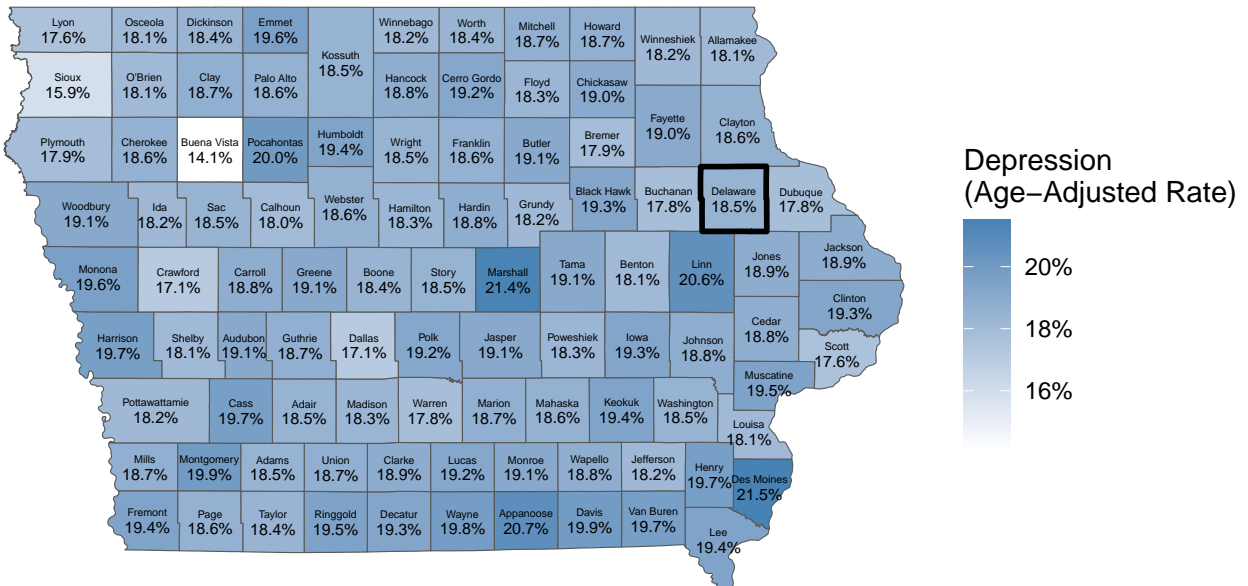 Lyon
17.6%
Osceola
18.1%
Dickinson
18.4%
Emmet
19.6%
Kossuth
18.5%
Winnebago
18.2%
Worth
18.4%
Mitchell
18.7%
Howard
18.7%
Winneshiek
18.2%
Allamakee
18.1%
Sioux
15.9%
O'Brien
18.1%
Clay
18.7%
Palo Alto
18.6%
Hancock
18.8%
Cerro Gordo
19.2%
Floyd
18.3%
Chickasaw
19.0%
Fayette
19.0%
Clayton
18.6%
Plymouth
17.9%
Cherokee
18.6%
Buena Vista
14.1%
Pocahontas
20.0%
Humboldt
19.4%
Wright
18.5%
Franklin
18.6%
Butler
19.1%
Bremer
17.9%
Woodbury
19.1%
Ida
18.2%
Sac
18.5%
Calhoun
18.0%
Webster
18.6%
Hamilton
18.3%
Hardin
18.8%
Grundy
18.2%
Black Hawk
19.3%
Buchanan
17.8%
Delaware
18.5%
Dubuque
17.8%
Monona
19.6%
Crawford
17.1%
Carroll
18.8%
Greene
19.1%
Boone
18.4%
Story
18.5%
Marshall
21.4%
Tama
19.1%
Benton
18.1%
Linn
20.6%
Jones
18.9%
Jackson
18.9%
Clinton
19.3%
Harrison
19.7%
Shelby
18.1%
Audubon
19.1%
Guthrie
18.7%
Dallas
17.1%
Polk
19.2%
Jasper
19.1%
Poweshiek
18.3%
Iowa
19.3%
Johnson
18.8%
Cedar
18.8%
Scott
17.6%
Muscatine
19.5%
Pottawattamie
18.2%
Cass
19.7%
Adair
18.5%
Madison
18.3%
Warren
17.8%
Marion
18.7%
Mahaska
18.6%
Keokuk
19.4%
Washington
18.5%
Louisa
18.1%
Mills
18.7%
Montgomery
19.9%
Adams
18.5%
Union
18.7%
Clarke
18.9%
Lucas
19.2%
Monroe
19.1%
Wapello
18.8%
Jefferson
18.2%
Henry
19.7%
Des Moines
21.5%
Fremont
19.4%
Page
18.6%
Taylor
18.4%
Ringgold
19.5%
Decatur
19.3%
Wayne
19.8%
Appanoose
20.7%
Davis
19.9%
Van Buren
19.7%
Lee
19.4%
Depression
(Age−Adjusted Rate)
20%
18%
16%